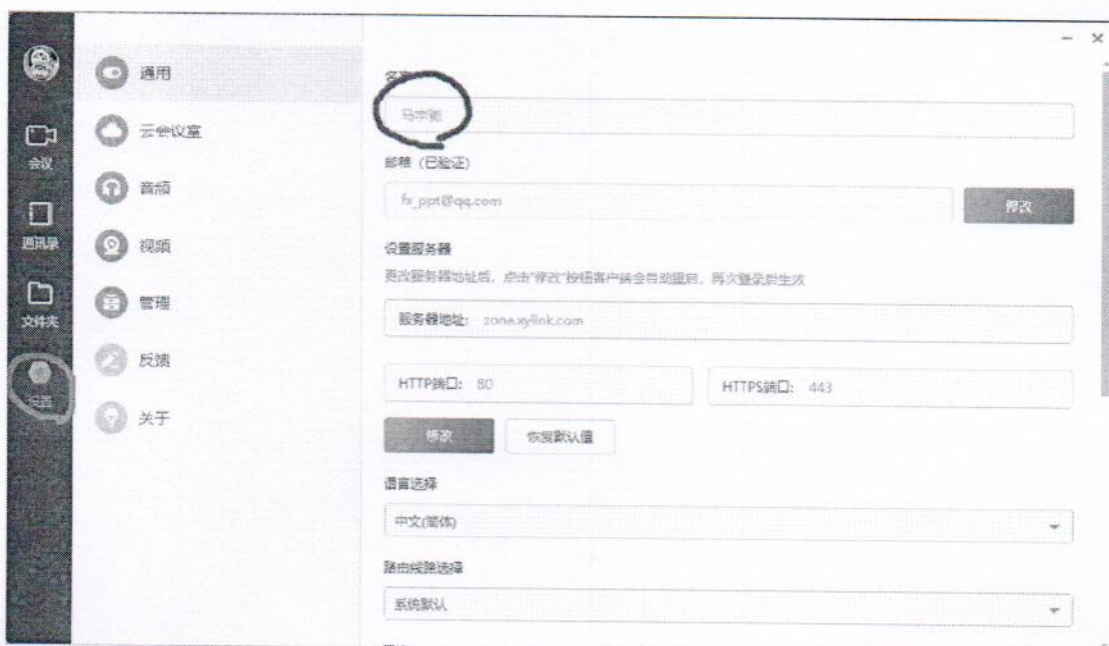 会议
通讯录
文件夹
设置
通用
云会议室
音频
视频
管理
反馈
关于
名
邮箱（已验证）
fx_ppt@qq.com
修改
设置服务器
更改服务器地址后，点击“修改”按钮客户端会自动重启，再次登录后生效
服务器地址： zone.xylink.com
HTTP端口： 80
HTTPS端口： 443
修改
恢复默认值
语言选择
中文(简体)
路由线路选择
系统默认